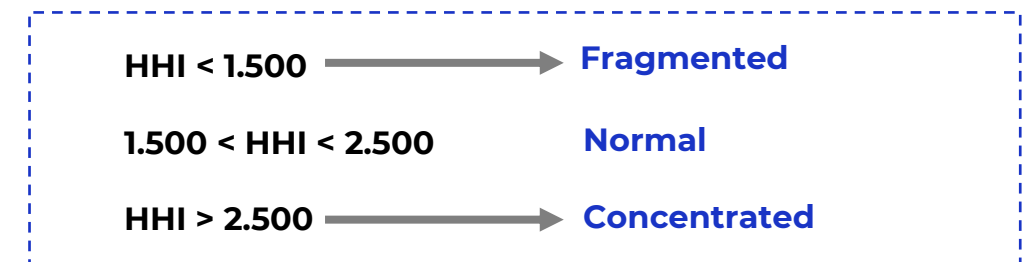 HHI < 1.500 Fragmented
1.500 < HHI < 2.500 Normal
HHI > 2.500 Concentrated